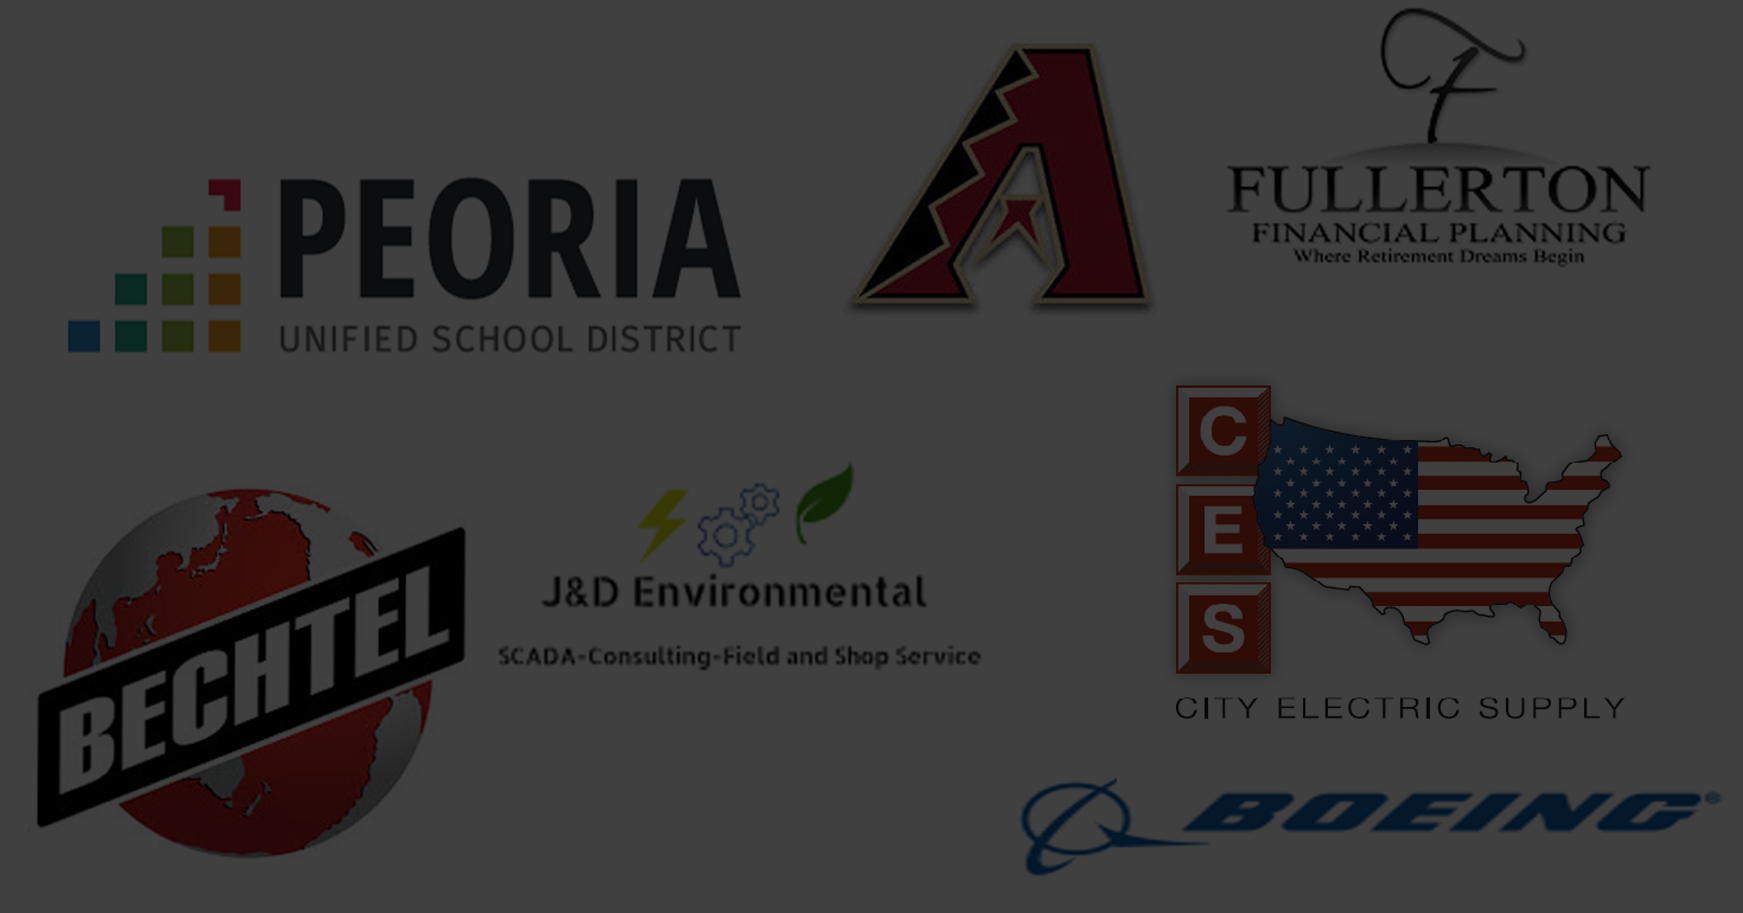 PEORIA
UNIFIED SCHOOL DISTRICT
A
F
FULLERTON
FINANCIAL PLANNING
Where Retirement Dreams Begin
BECHTEL
J&D Environmental
SCADA-Consulting-Field and Shop Service
C
E
S
CITY ELECTRIC SUPPLY
BOEING®